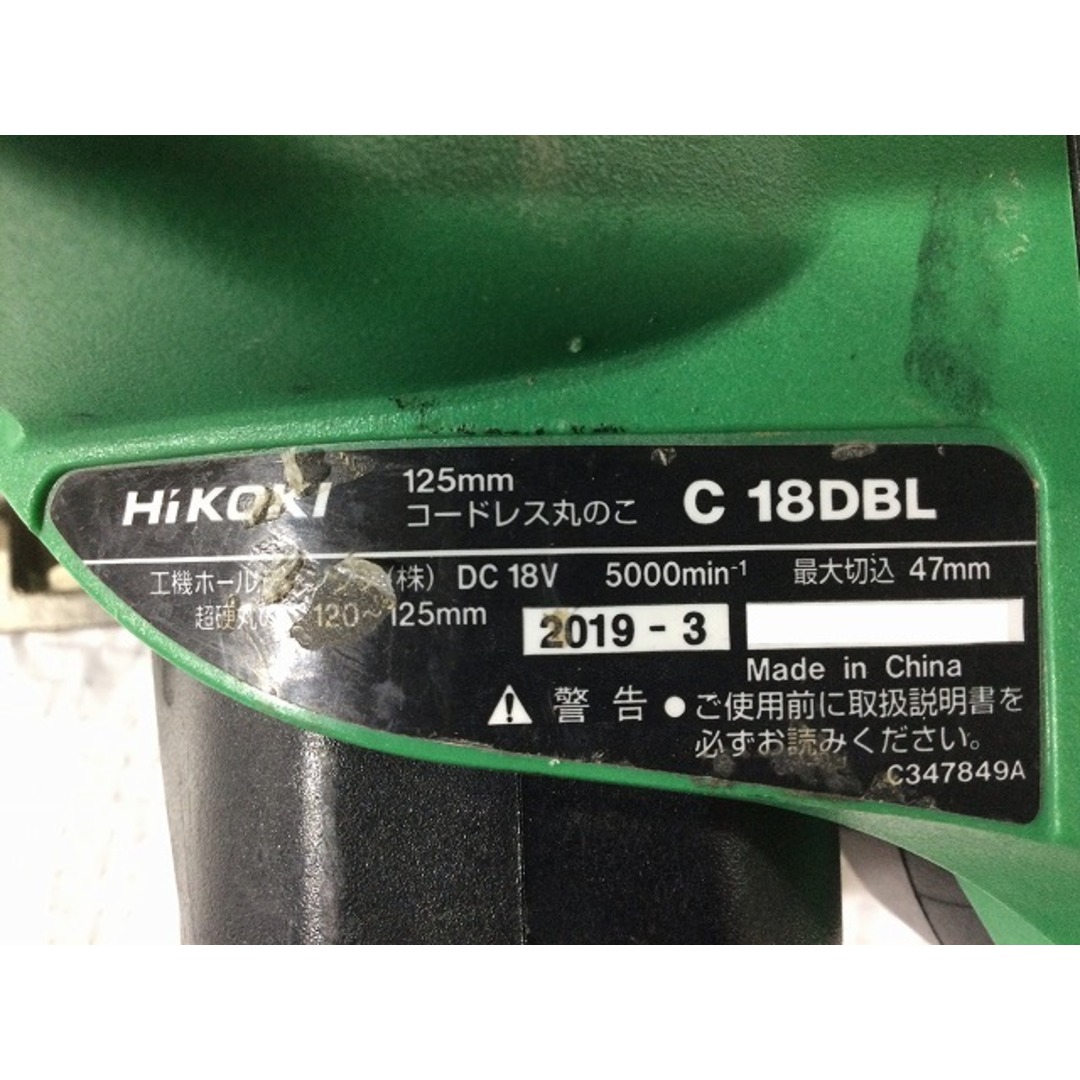 HiKOKI 125mm コードレス丸のこ C 18DBL
工機ホール (株) DC 18V 5000min⁻¹ 最大切込 47mm
超硬丸の 120～125mm
2019 - 3
Made in China
警告 ●ご使用前に取扱説明書を
必ずお読みください。
C347849A